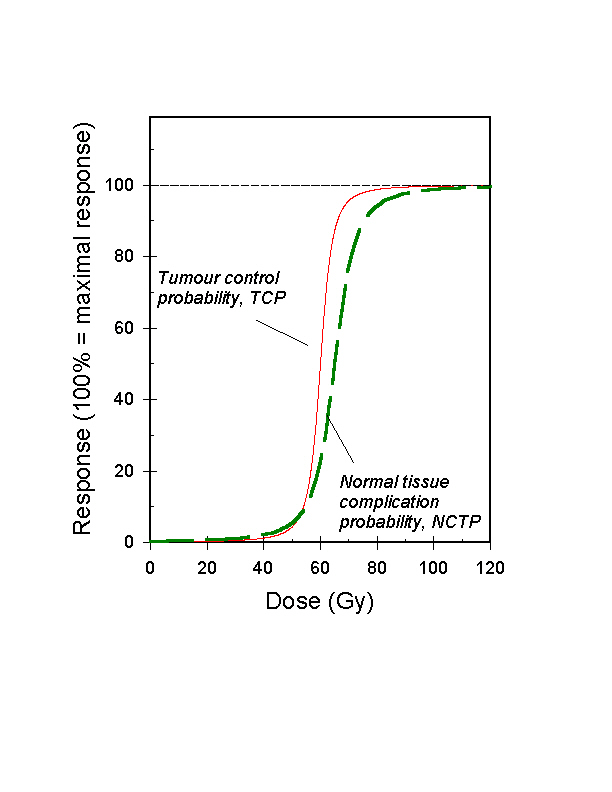 Response (100% = maximal response)
100
80
60
40
20
0
Tumour control
probability, TCP
Normal tissue
complication
probability, NCTP
0 20 40 60 80 100 120
Dose (Gy)